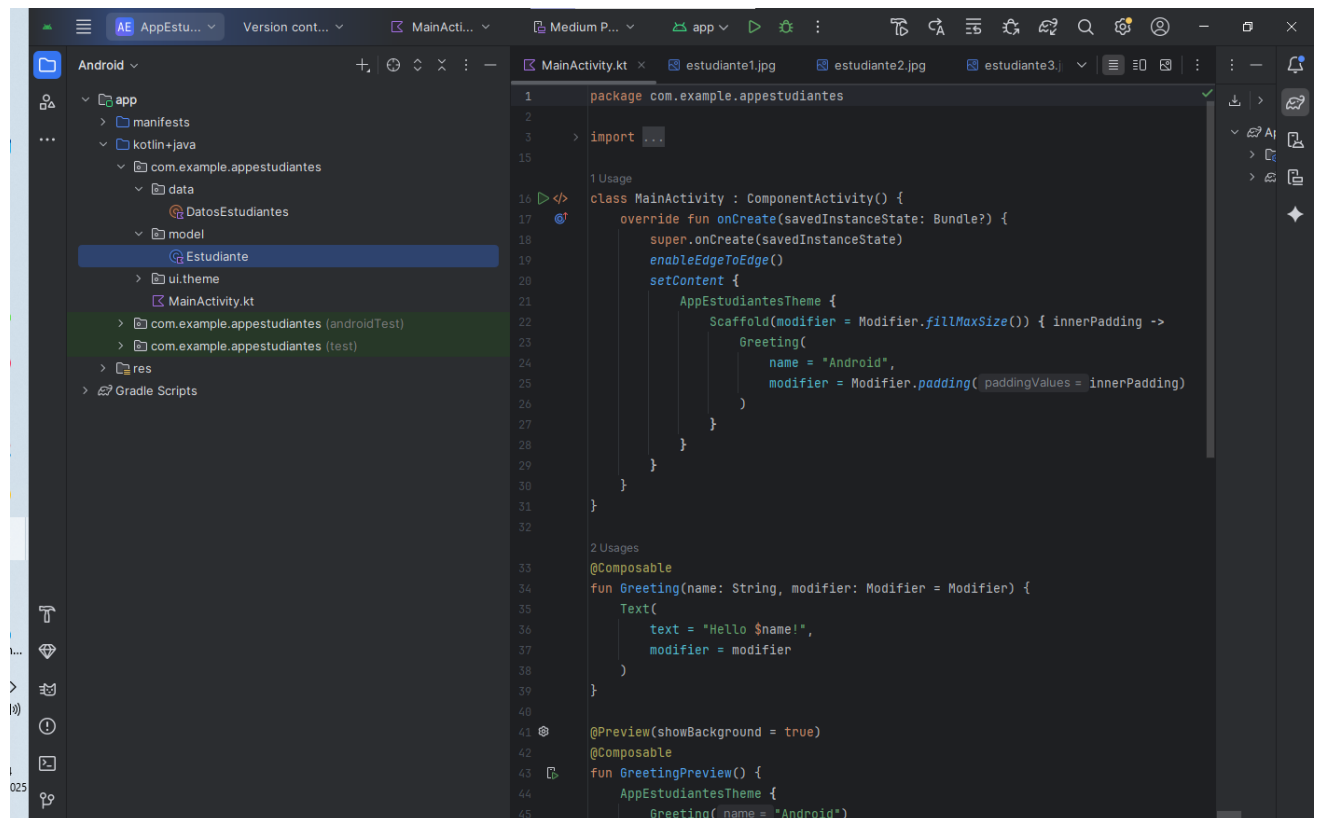 AE AppEstu... Version cont... MainActi... Medium P... app
Android
MainActivity.kt estudiante1.jpg estudiante2.jpg estudiante3.j
app
manifests
kotlin+java
com.example.appestudiantes
data
DatosEstudiantes
model
Estudiante
ui.theme
MainActivity.kt
com.example.appestudiantes (androidTest)
com.example.appestudiantes (test)
res
Gradle Scripts
1 package com.example.appestudiantes
2
3 import ...
15
1 Usage
16 class MainActivity : ComponentActivity() {
17 override fun onCreate(savedInstanceState: Bundle?) {
18 super.onCreate(savedInstanceState)
19 enableEdgeToEdge()
20 setContent {
21 AppEstudiantesTheme {
22 Scaffold(modifier = Modifier.fillMaxSize()) { innerPadding ->
23 Greeting(
24 name = "Android",
25 modifier = Modifier.padding( paddingValues = innerPadding)
26 )
27 }
28 }
29 }
30 }
31 }
32
2 Usages
33 @Composable
34 fun Greeting(name: String, modifier: Modifier = Modifier) {
35 Text(
36 text = "Hello $name!",
37 modifier = modifier
38 )
39 }
40
41 @Preview(showBackground = true)
42 @Composable
43 fun GreetingPreview() {
44 AppEstudiantesTheme {
45 Greeting( name = "Android")
025